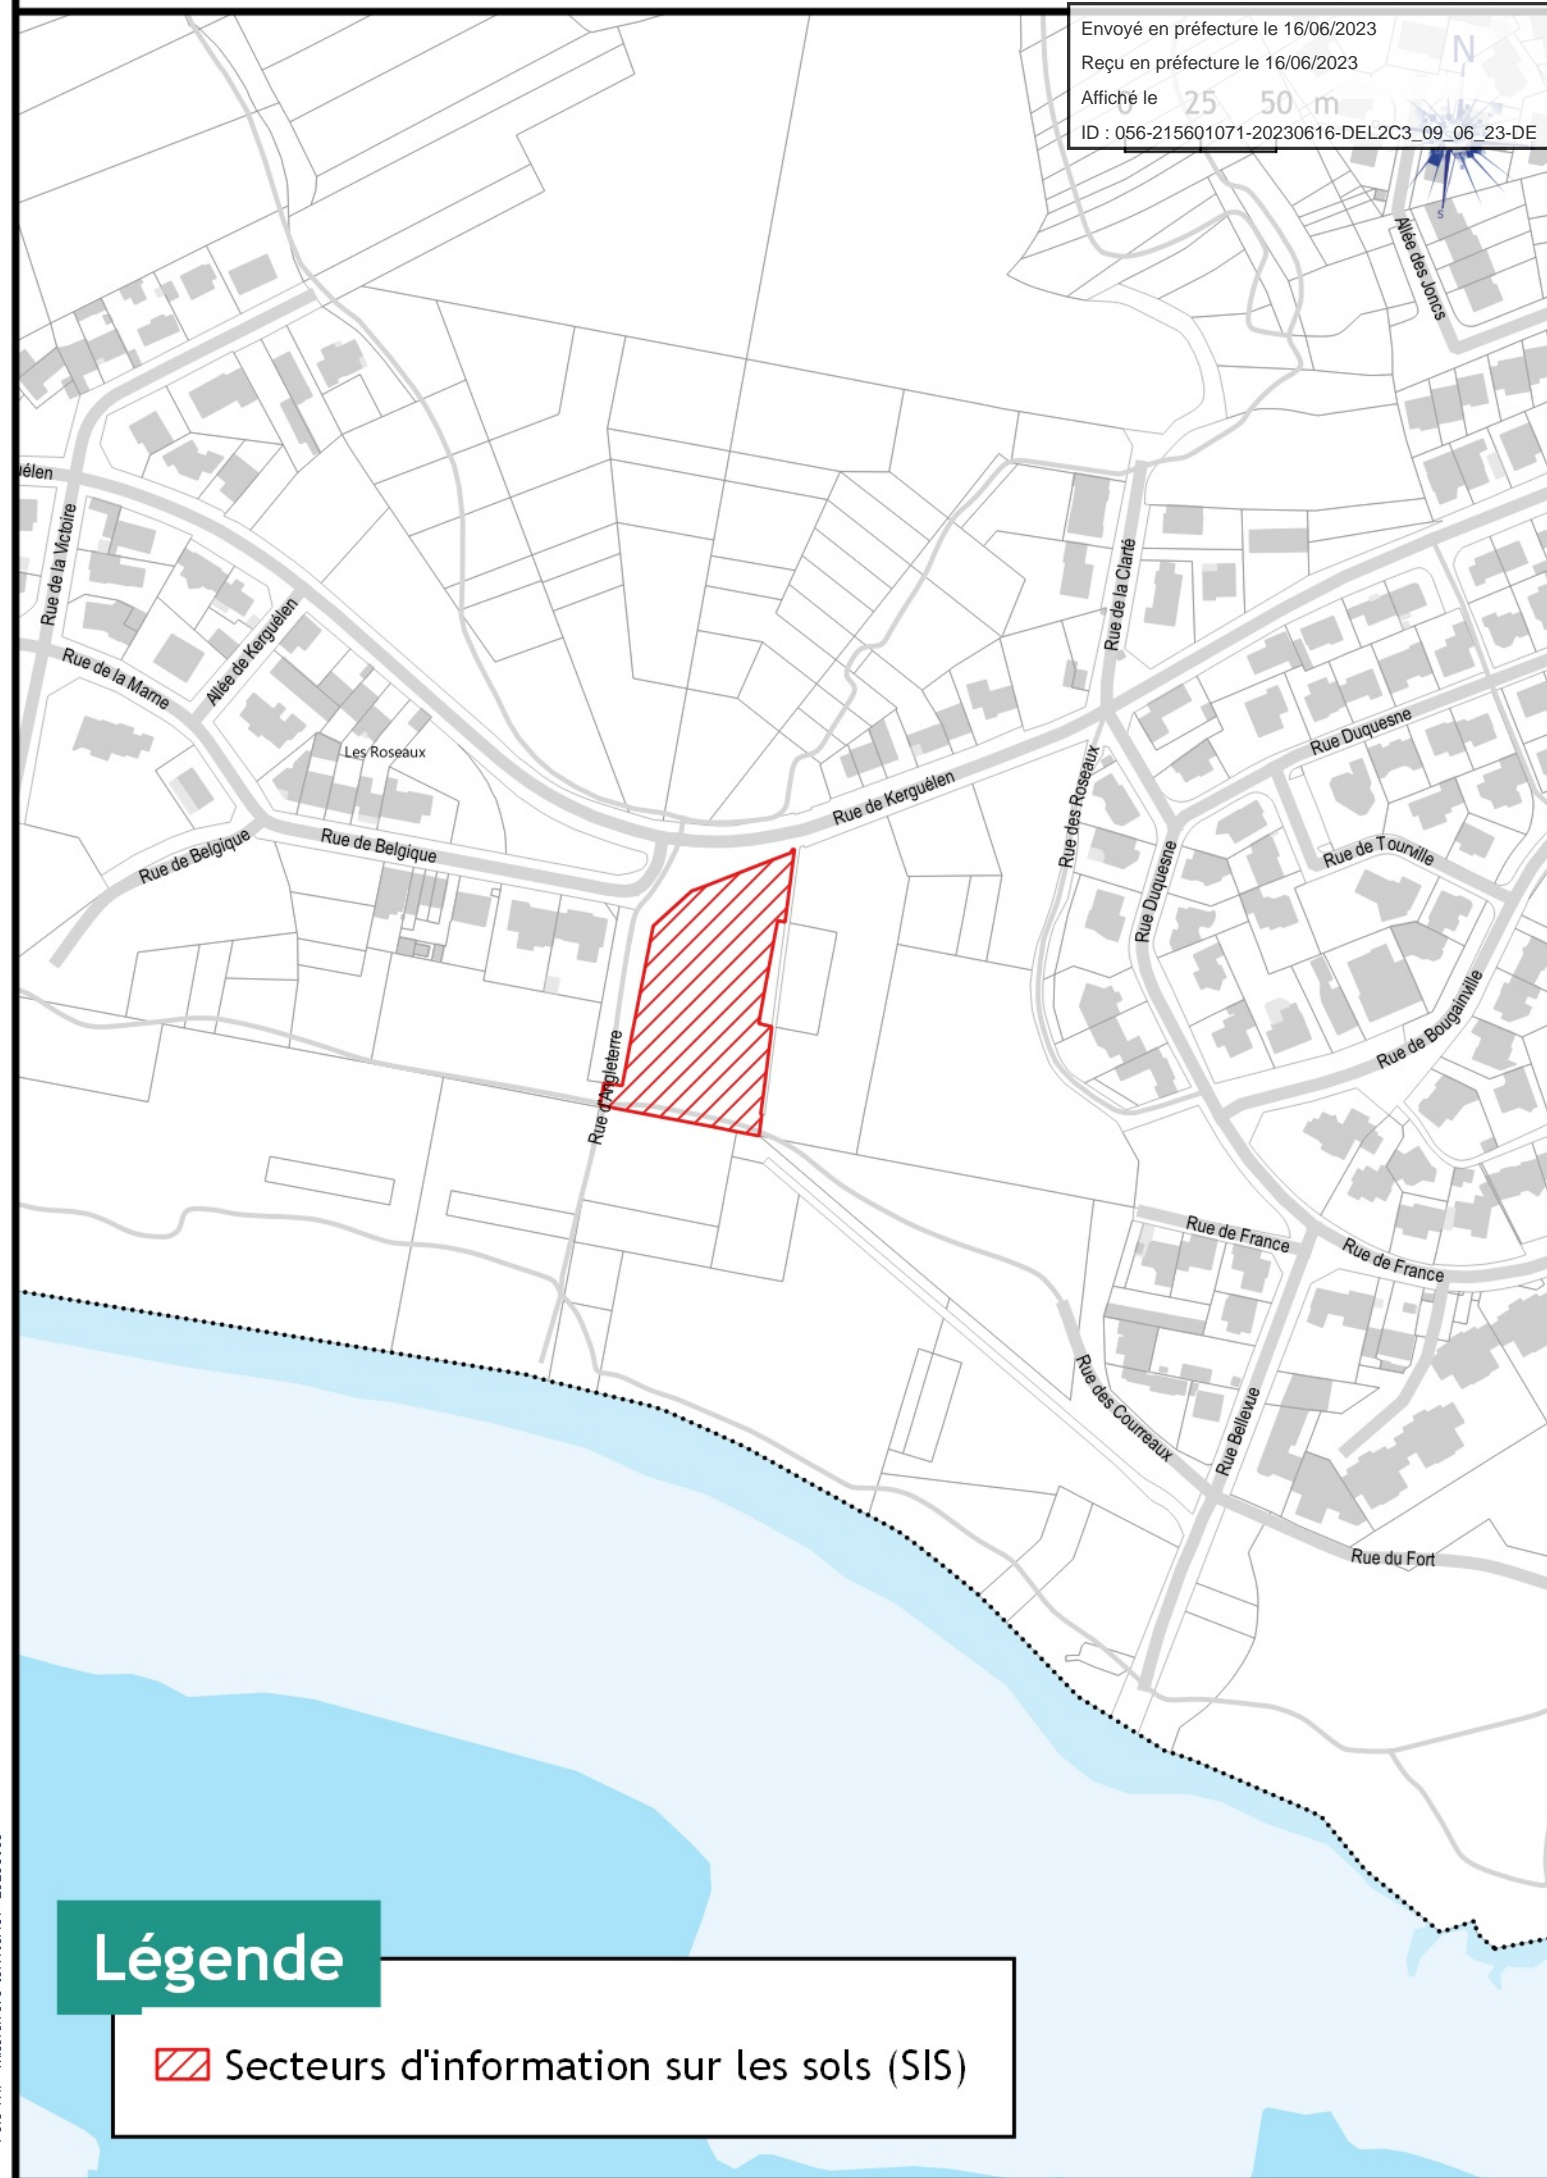 Envoyé en préfecture le 16/06/2023
Reçu en préfecture le 16/06/2023
Affiché le
ID : 056-215601071-20230616-DEL2C3_09_06_23-DE
0 25 50 m
N
S
Allée des Joncs
Rue de la Victoire
Rue de la Clarté
Allée de Kerguélen
Rue de la Marne
Rue Duquesne
Les Roseaux
Rue de Kerguélen
Rue des Roseaux
Rue de Belgique
Rue de Belgique
Rue de Tourville
Rue Duquesne
Rue de Bougainville
Rue d'Angleterre
Rue de France
Rue de France
Rue des Courreaux
Rue Bellevue
Rue du Fort
Légende
Secteurs d'information sur les sols (SIS)